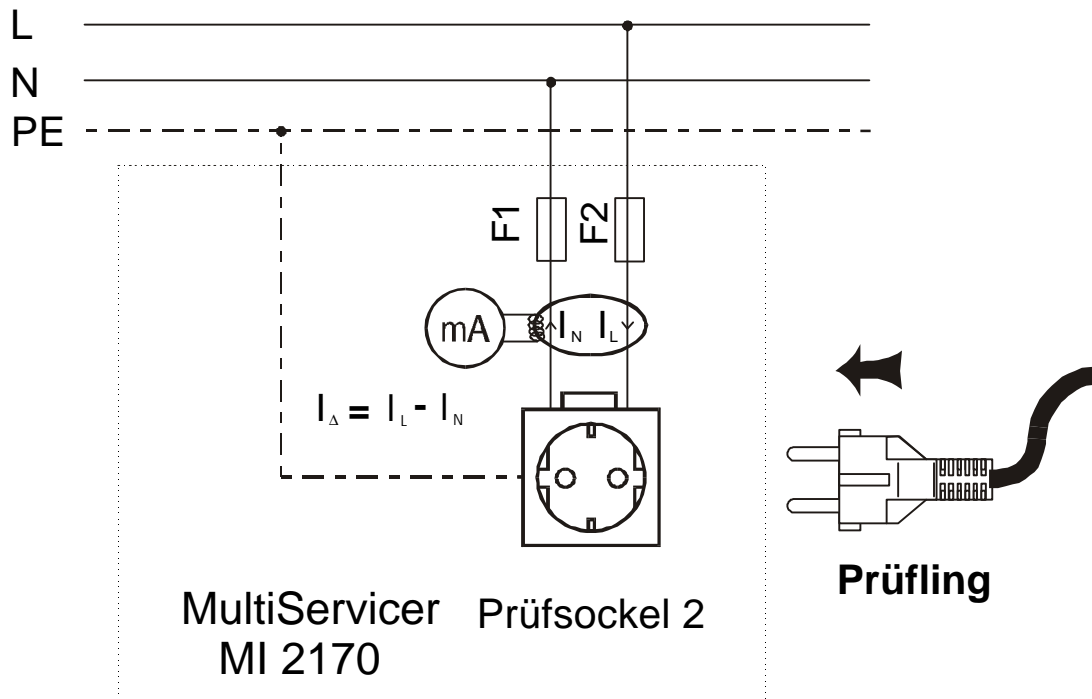 L
N
PE
F1
F2
mA
I_N I_L
I_Δ = I_L - I_N
Prüfling
MultiServicer
MI 2170
Prüfsockel 2